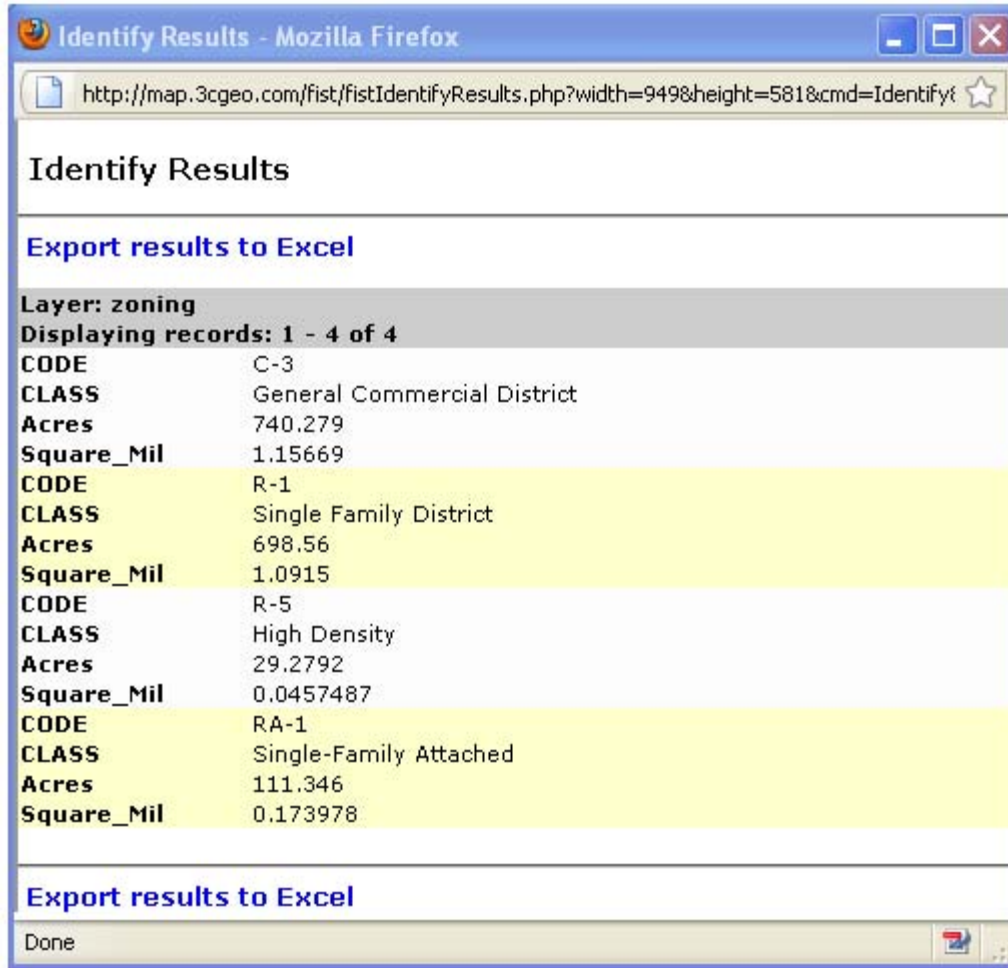 Identify Results - Mozilla Firefox
http://map.3cgeo.com/fist/fistIdentifyResults.php?width=949&height=581&cmd=Identify&
Identify Results
Export results to Excel
Layer: zoning
Displaying records: 1 - 4 of 4
CODE C-3
CLASS General Commercial District
Acres 740.279
Square_Mil 1.15669
CODE R-1
CLASS Single Family District
Acres 698.56
Square_Mil 1.0915
CODE R-5
CLASS High Density
Acres 29.2792
Square_Mil 0.0457487
CODE RA-1
CLASS Single-Family Attached
Acres 111.346
Square_Mil 0.173978
Export results to Excel
Done